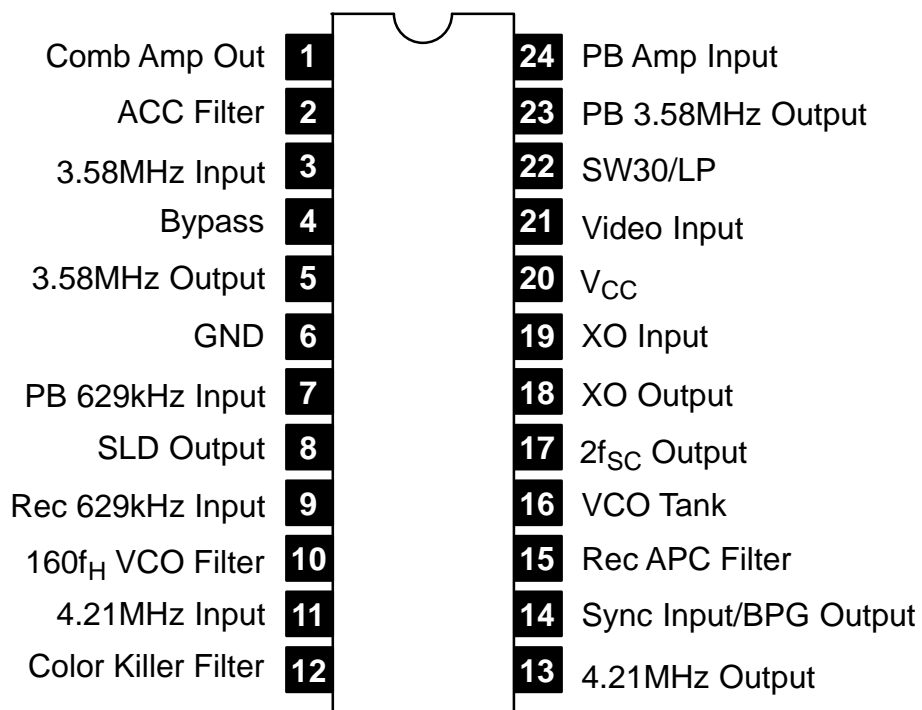 Comb Amp Out 1 24 PB Amp Input
ACC Filter 2 23 PB 3.58MHz Output
3.58MHz Input 3 22 SW30/LP
Bypass 4 21 Video Input
3.58MHz Output 5 20 VCC
GND 6 19 XO Input
PB 629kHz Input 7 18 XO Output
SLD Output 8 17 2fSC Output
Rec 629kHz Input 9 16 VCO Tank
160fH VCO Filter 10 15 Rec APC Filter
4.21MHz Input 11 14 Sync Input/BPG Output
Color Killer Filter 12 13 4.21MHz Output